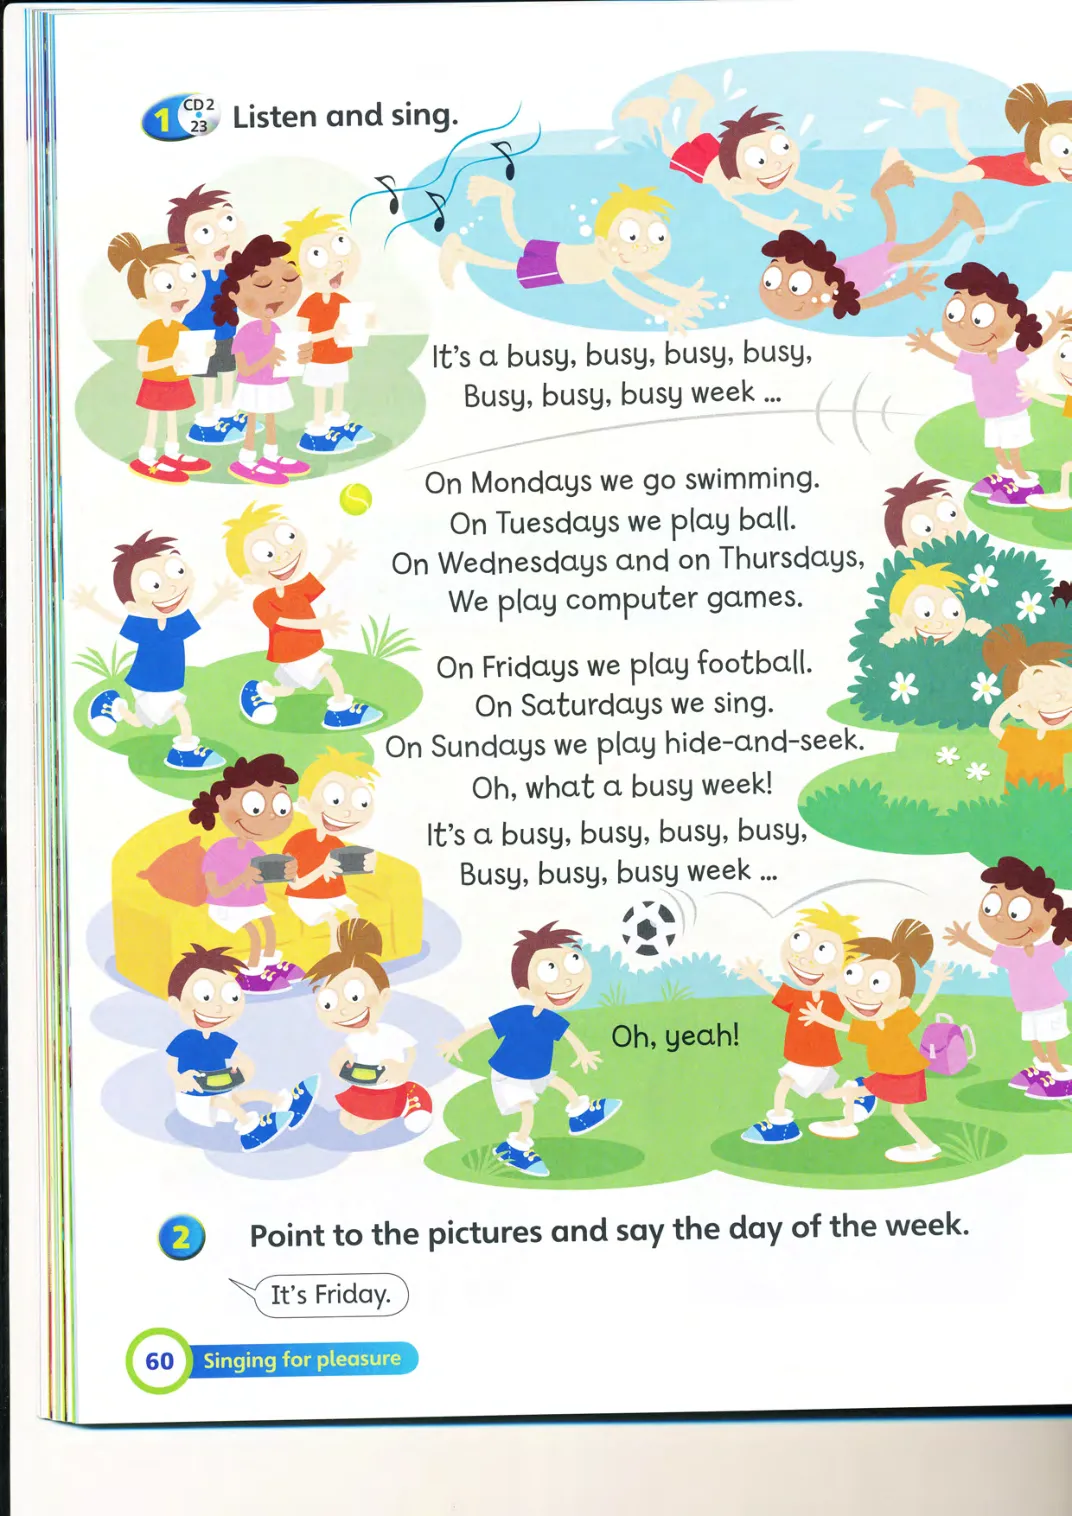 1 CD2 23 Listen and sing.
It's a busy, busy, busy, busy,
Busy, busy, busy week ...
On Mondays we go swimming.
On Tuesdays we play ball.
On Wednesdays and on Thursdays,
We play computer games.
On Fridays we play football.
On Saturdays we sing.
On Sundays we play hide-and-seek.
Oh, what a busy week!
It's a busy, busy, busy, busy,
Busy, busy, busy week ...
Oh, yeah!
2 Point to the pictures and say the day of the week.
It's Friday.
60 Singing for pleasure